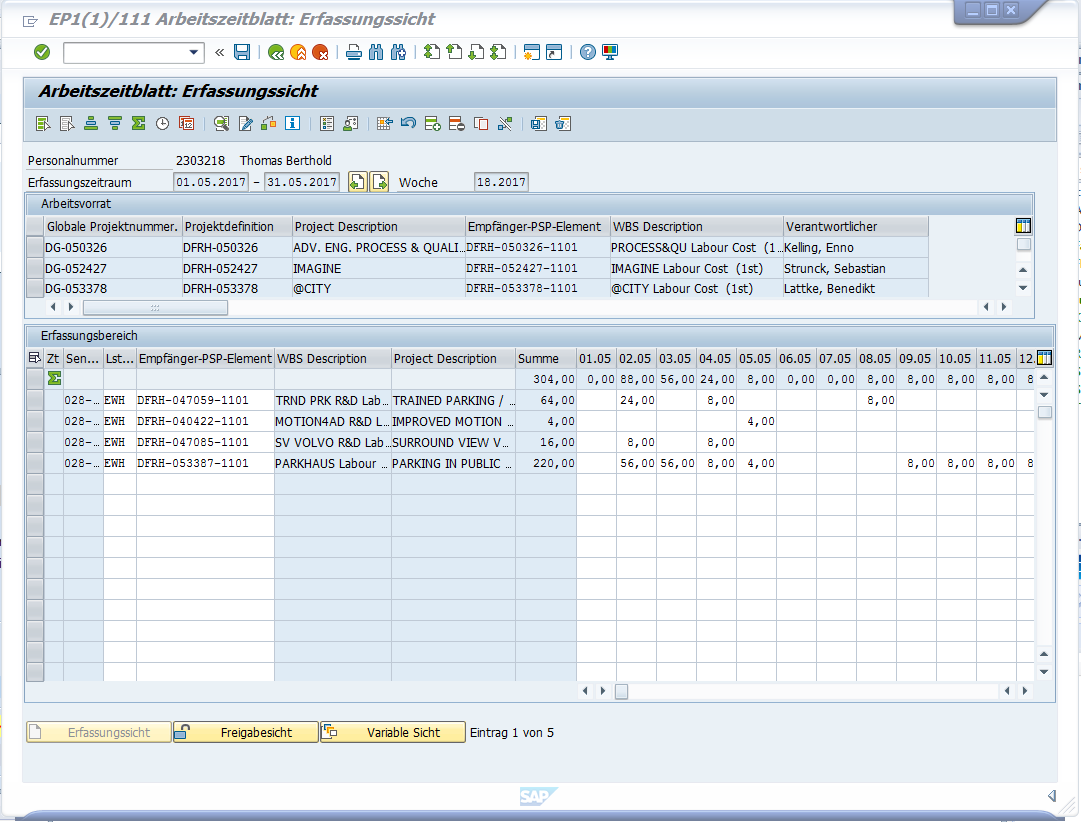 EP1(1)/111 Arbeitszeitblatt: Erfassungssicht
Arbeitszeitblatt: Erfassungssicht
Personalnummer 2303218 Thomas Berthold
Erfassungszeitraum 01.05.2017 – 31.05.2017 Woche 18.2017
Arbeitsvorrat
Globale Projektnummer. Projektdefinition Project Description Empfänger-PSP-Element WBS Description Verantwortlicher
DG-050326 DFRH-050326 ADV. ENG. PROCESS & QUALI... DFRH-050326-1101 PROCESS&QU Labour Cost (1... Kelling, Enno
DG-052427 DFRH-052427 IMAGINE DFRH-052427-1101 IMAGINE Labour Cost (1st) Strunck, Sebastian
DG-053378 DFRH-053378 @CITY DFRH-053378-1101 @CITY Labour Cost (1st) Lattke, Benedikt
Erfassungsbereich
Zt Sen... Lst... Empfänger-PSP-Element WBS Description Project Description Summe 01.05 02.05 03.05 04.05 05.05 06.05 07.05 08.05 09.05 10.05 11.05 12.
304,00 0,00 88,00 56,00 24,00 8,00 0,00 0,00 8,00 8,00 8,00 8,00 8
028-... EWH DFRH-047059-1101 TRND PRK R&D Lab... TRAINED PARKING / ... 64,00 24,00 8,00 8,00
028-... EWH DFRH-040422-1101 MOTION4AD R&D L... IMPROVED MOTION ... 4,00 4,00
028-... EWH DFRH-047085-1101 SV VOLVO R&D Lab... SURROUND VIEW V... 16,00 8,00 8,00
028-... EWH DFRH-053387-1101 PARKHAUS Labour ... PARKING IN PUBLIC ... 220,00 56,00 56,00 8,00 4,00 8,00 8,00 8,00 8
Erfassungssicht Freigabesicht Variable Sicht Eintrag 1 von 5
SAP